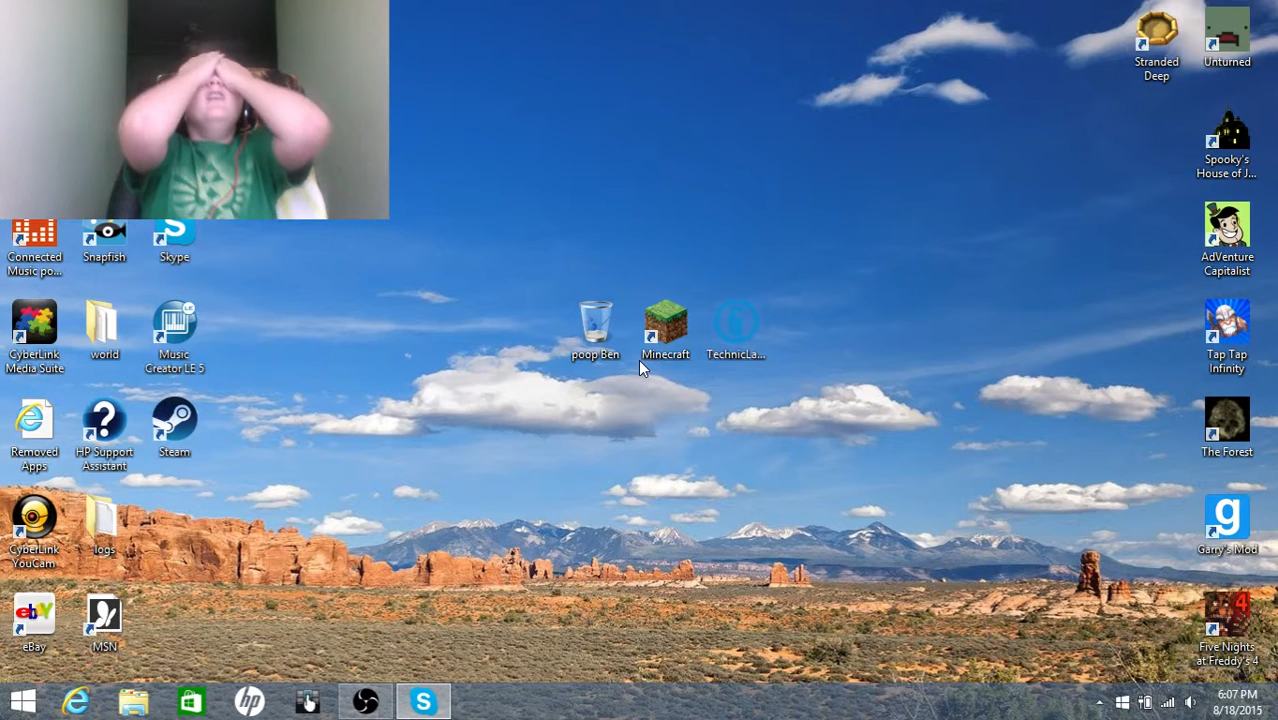 Stranded
Deep
Unturned
Spooky's
House of J...
Connected
Music po...
Snapfish
Skype
AdVenture
Capitalist
CyberLink
Media Suite
world
Music
Creator LE 5
poop Ben
Minecraft
TechnicLa...
Tap Tap
Infinity
Removed
Apps
HP Support
Assistant
Steam
The Forest
CyberLink
YouCam
logs
Garry's Mod
eBay
MSN
Five Nights
at Freddy's 4
6:07 PM
8/18/2015